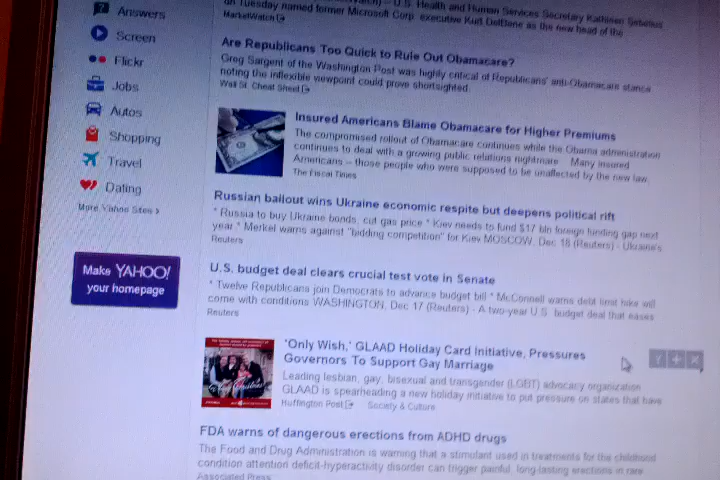 Answers
Screen
Flickr
Jobs
Autos
Shopping
Travel
Dating
More Yahoo Sites >
Make YAHOO!
your homepage
on Tuesday named former Microsoft Corp. executive Kurt DelBene as the new head of the
U.S. Health and Human Services Secretary Kathleen Sebelius
MarketWatch
Are Republicans Too Quick to Rule Out Obamacare?
Greg Sargent of the Washington Post was highly critical of Republicans' anti-Obamacare stance
noting the inflexible viewpoint could prove shortsighted.
Wall St. Cheat Sheet
Insured Americans Blame Obamacare for Higher Premiums
The compromised rollout of Obamacare continues while the Obama administration
continues to deal with a growing public relations nightmare. Many insured
Americans – those people who were supposed to be unaffected by the new law,
The Fiscal Times
Russian bailout wins Ukraine economic respite but deepens political rift
* Russia to buy Ukraine bonds, cut gas price * Kiev needs to fund $17 bln foreign funding gap next
year * Merkel warns against "bidding competition" for Kiev MOSCOW, Dec 18 (Reuters) - Ukraine's
Reuters
U.S. budget deal clears crucial test vote in Senate
* Twelve Republicans join Democrats to advance budget bill * McConnell warns debt limit hike will
come with conditions WASHINGTON, Dec 17 (Reuters) - A two-year U.S. budget deal that eases
Reuters
'Only Wish,' GLAAD Holiday Card Initiative, Pressures
Governors To Support Gay Marriage
Leading lesbian, gay, bisexual and transgender (LGBT) advocacy organization
GLAAD is spearheading a new holiday initiative to put pressure on states that have
Huffington Post Society & Culture
FDA warns of dangerous erections from ADHD drugs
The Food and Drug Administration is warning that a stimulant used in treatments for the childhood
condition attention deficit-hyperactivity disorder can trigger painful, long-lasting erections in rare
Associated Press